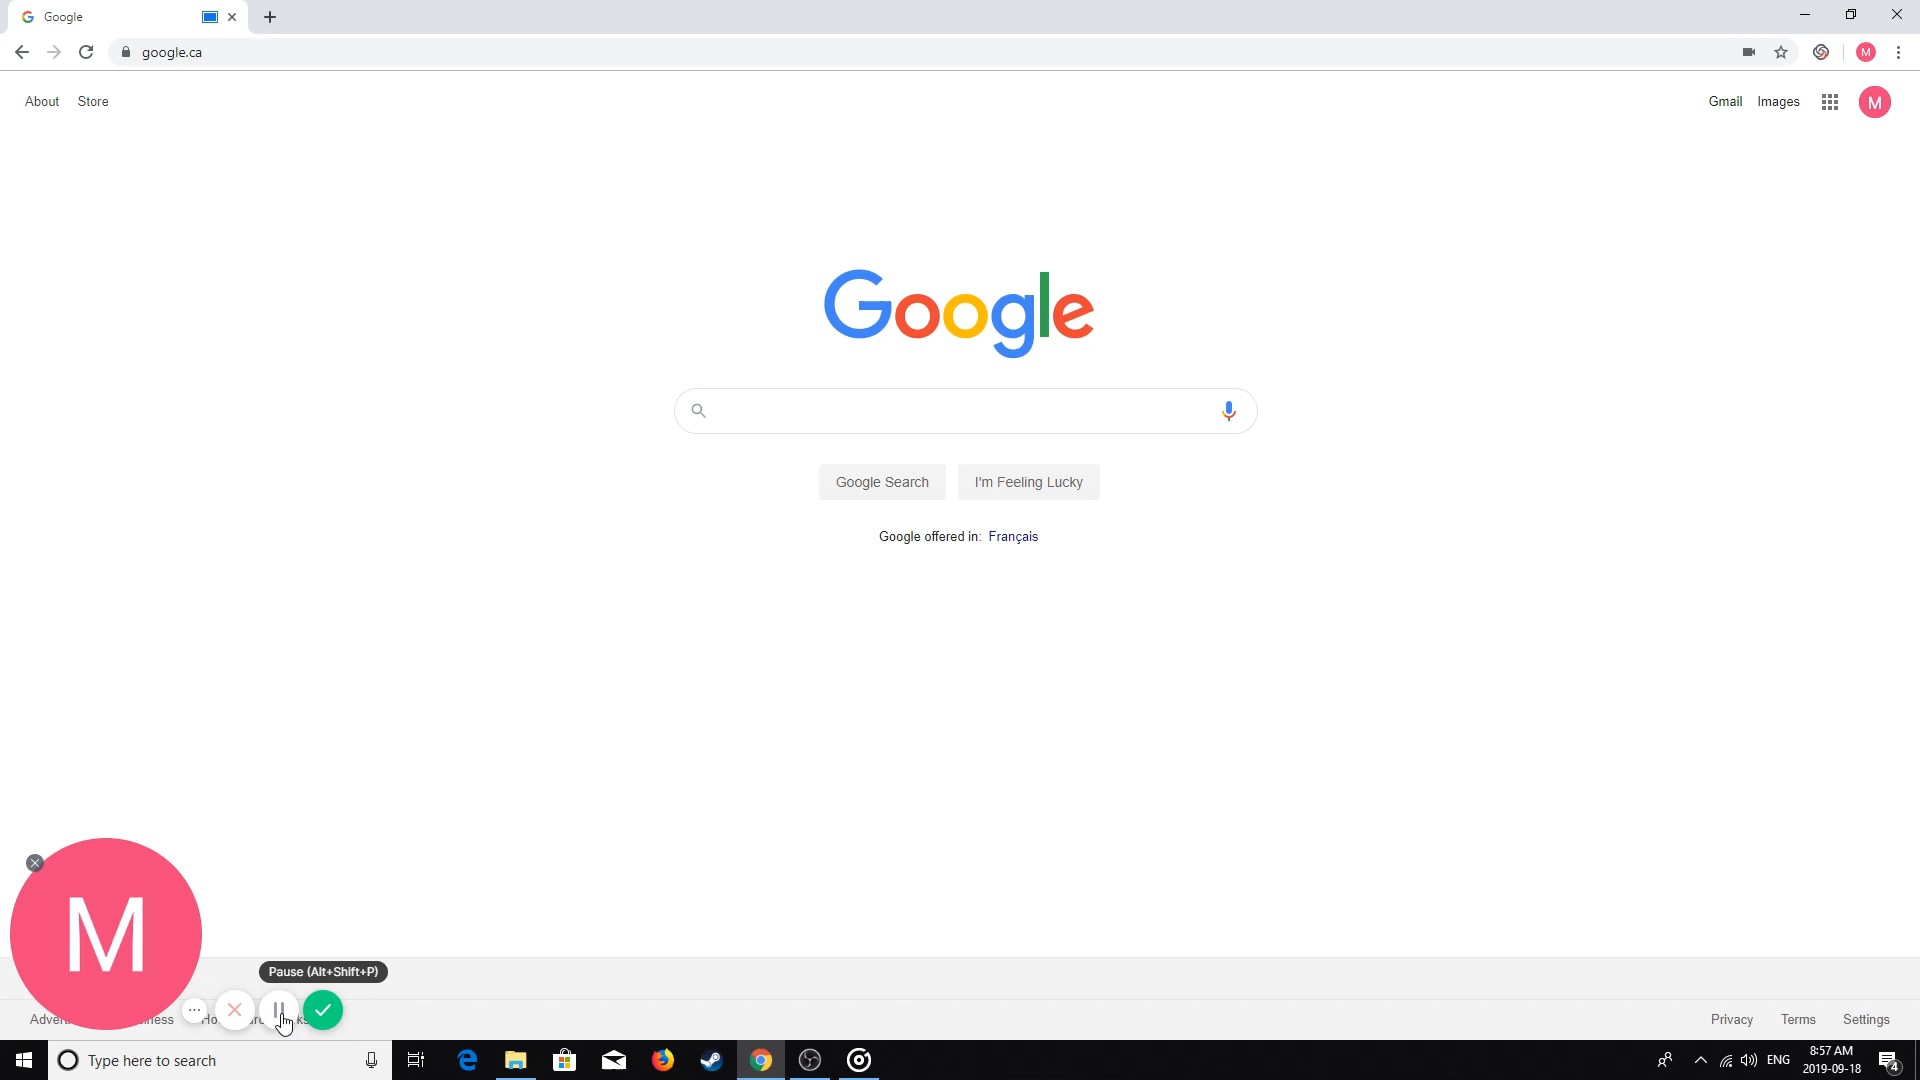 Google
google.ca
M
About Store
Gmail Images
M
Google
Google Search
I'm Feeling Lucky
Google offered in: Français
M
Pause (Alt+Shift+P)
Privacy Terms Settings
Type here to search
ENG
8:57 AM
2019-09-18
4